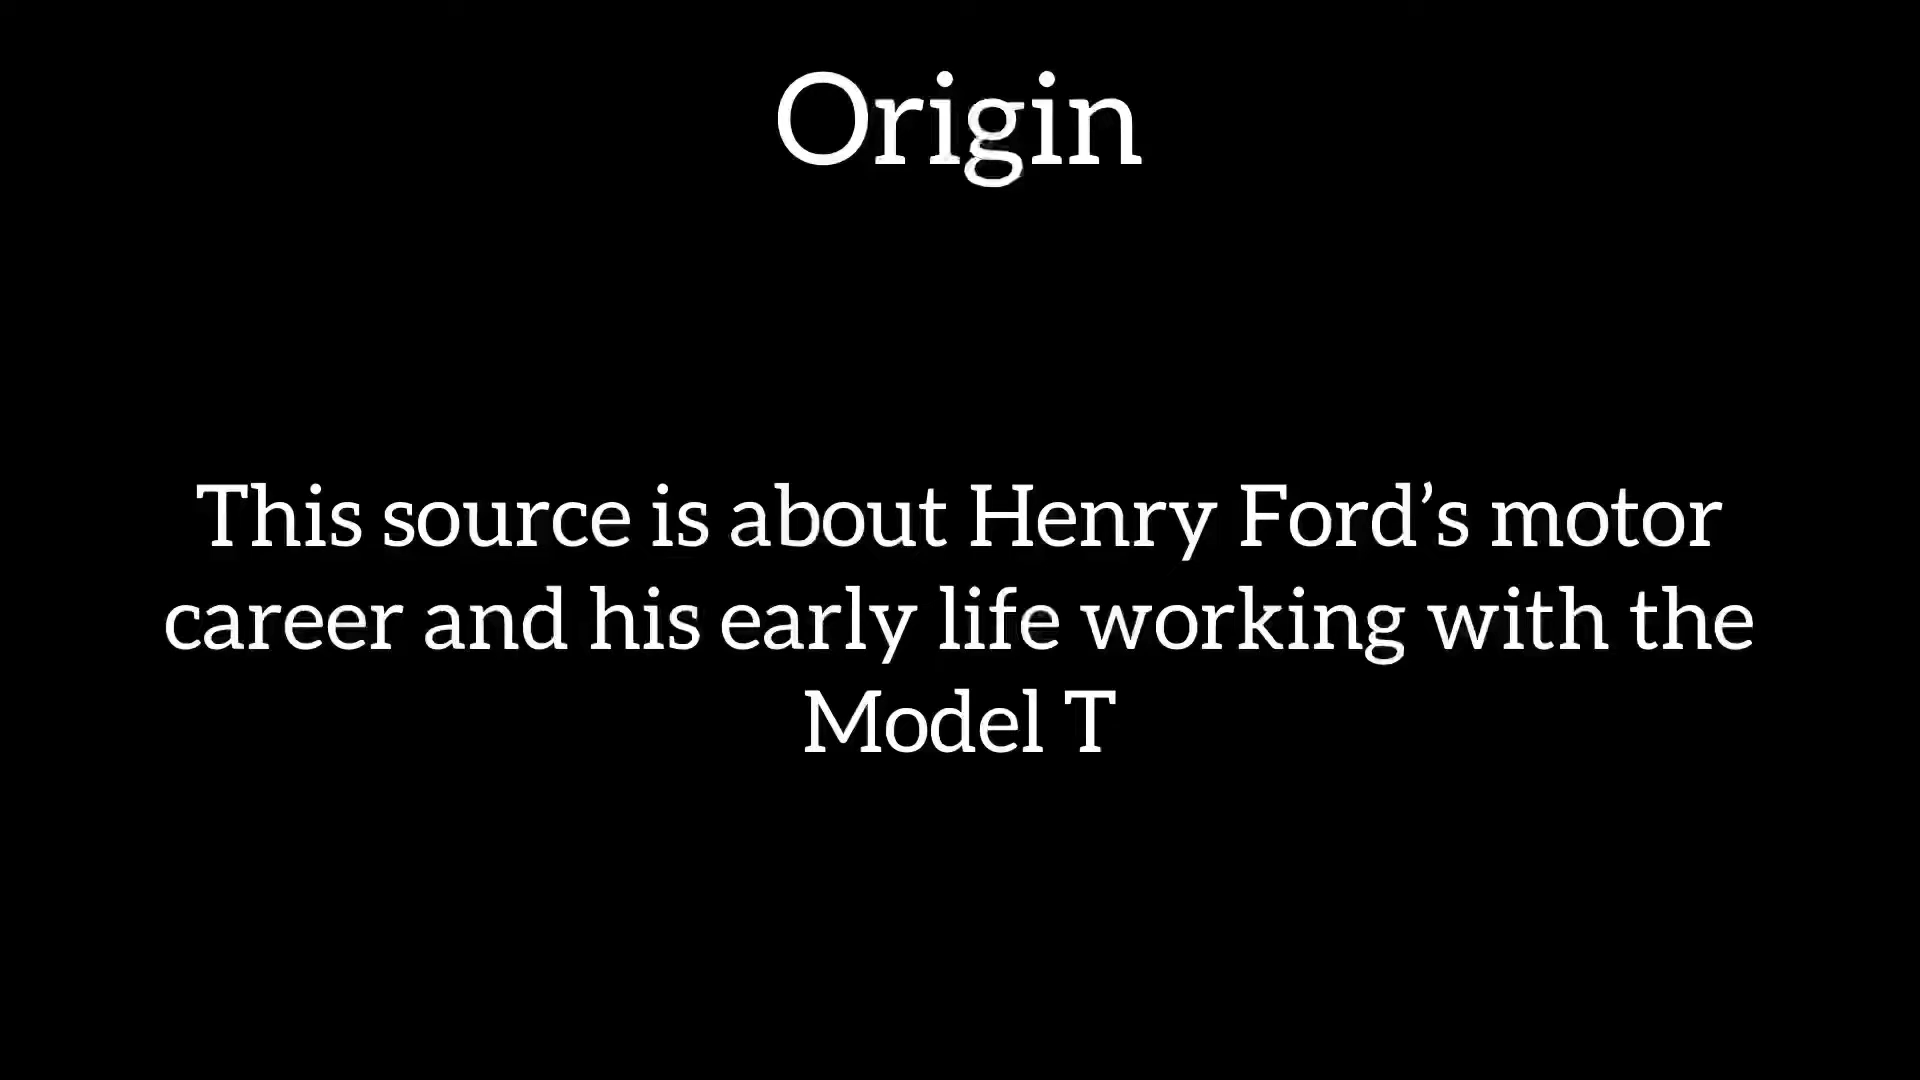 Origin
This source is about Henry Ford’s motor
career and his early life working with the
Model T